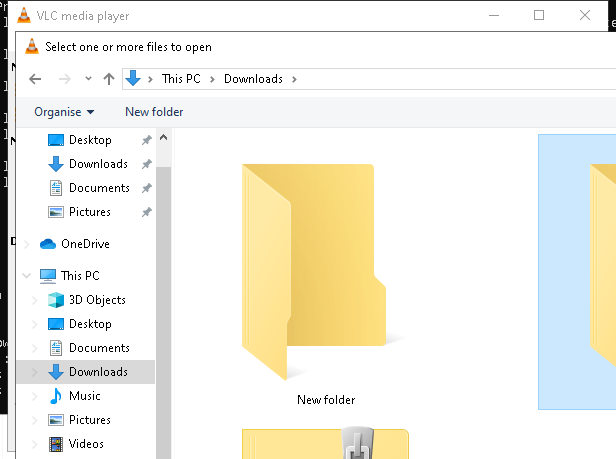 VLC media player
Select one or more files to open
This PC > Downloads >
Organise
New folder
Desktop
Downloads
Documents
Pictures
OneDrive
This PC
3D Objects
Desktop
Documents
Downloads
Music
Pictures
Videos
New folder